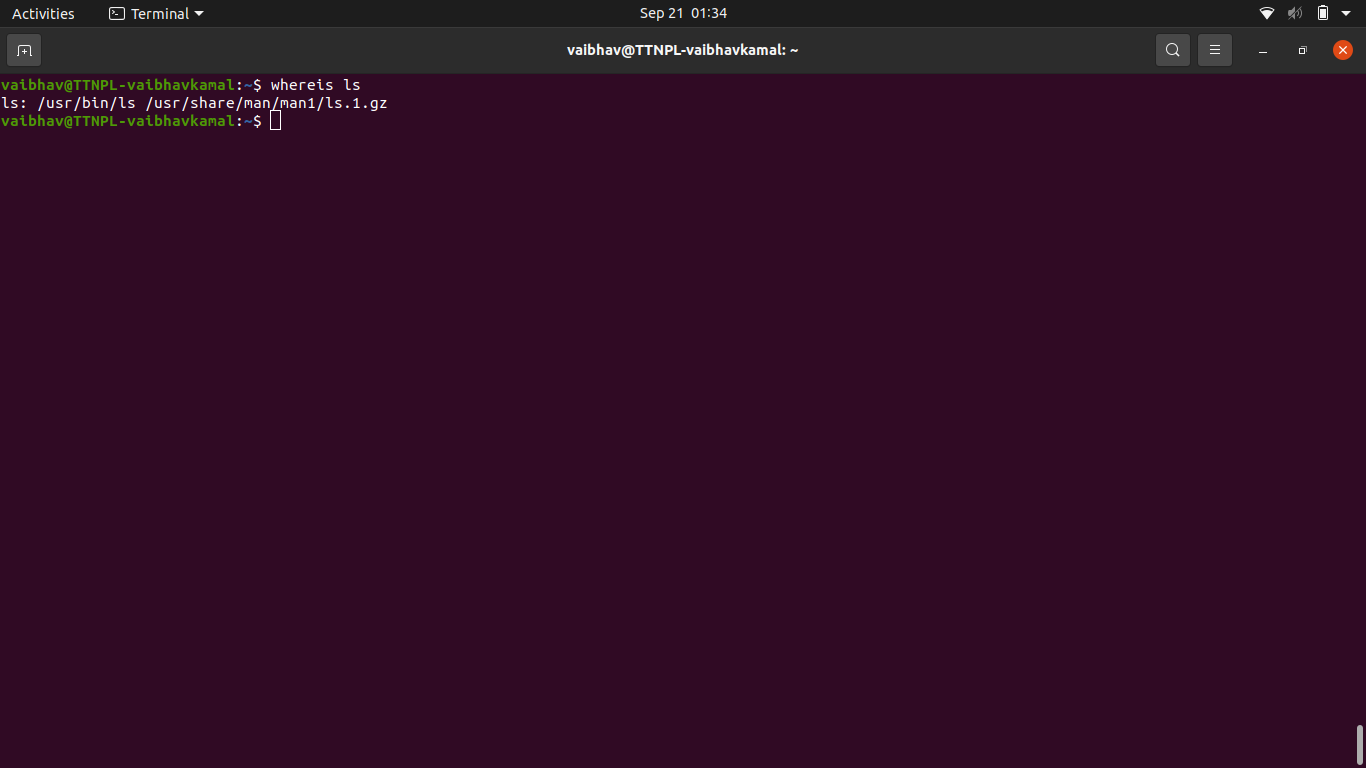 Activities
Terminal
Sep 21 01:34
vaibhav@TTNPL-vaibhavkamal: ~
vaibhav@TTNPL-vaibhavkamal:~$ whereis ls
ls: /usr/bin/ls /usr/share/man/man1/ls.1.gz
vaibhav@TTNPL-vaibhavkamal:~$